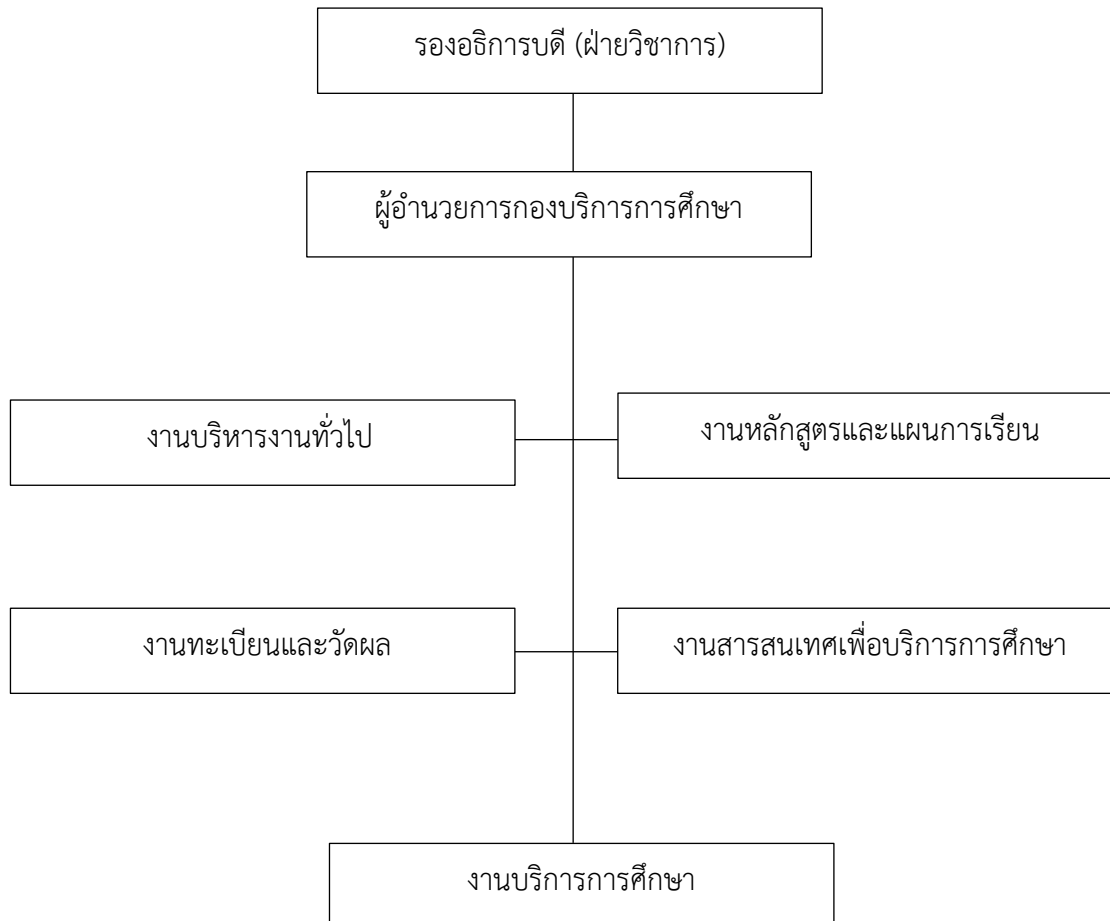 รองอธิการบดี (ฝ่ายวิชาการ)
ผู้อำนวยการกองบริการการศึกษา
งานบริหารงานทั่วไป
งานหลักสูตรและแผนการเรียน
งานทะเบียนและวัดผล
งานสารสนเทศเพื่อบริการการศึกษา
งานบริการการศึกษา